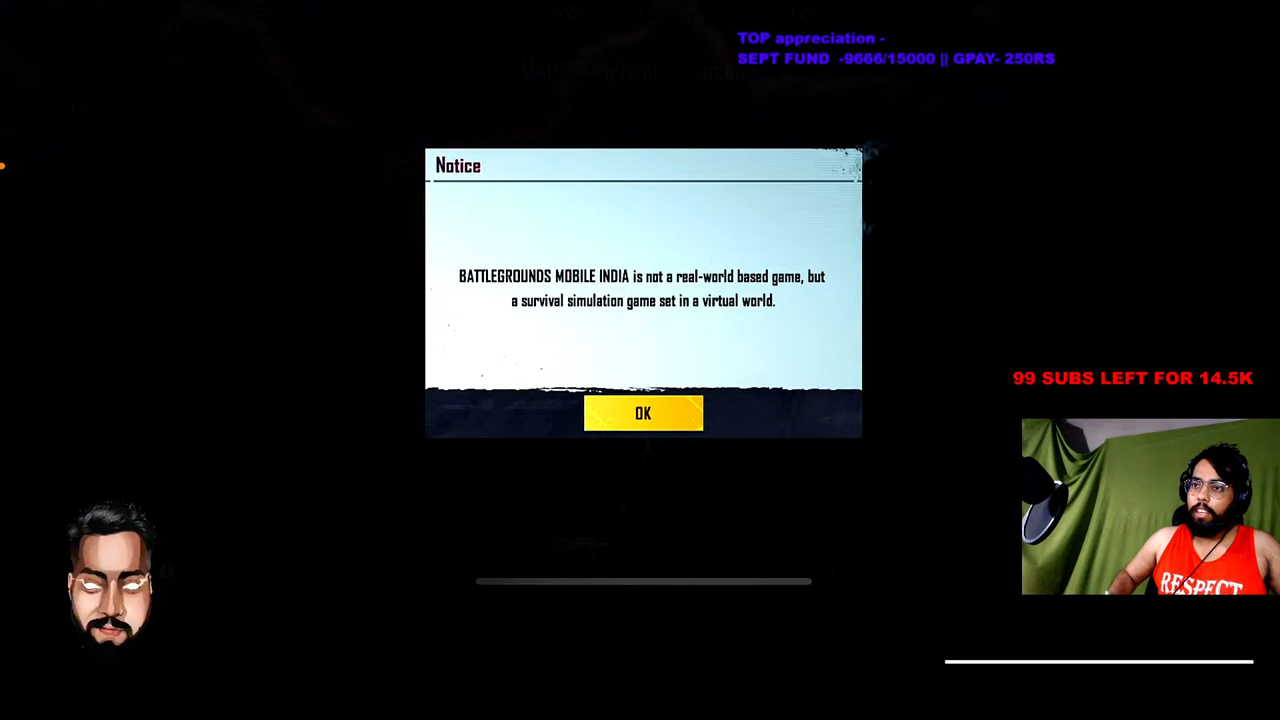 TOP appreciation -
SEPT FUND -9666/15000 || GPAY- 250RS
Notice
BATTLEGROUNDS MOBILE INDIA is not a real-world based game, but
a survival simulation game set in a virtual world.
OK
99 SUBS LEFT FOR 14.5K
RESPECT